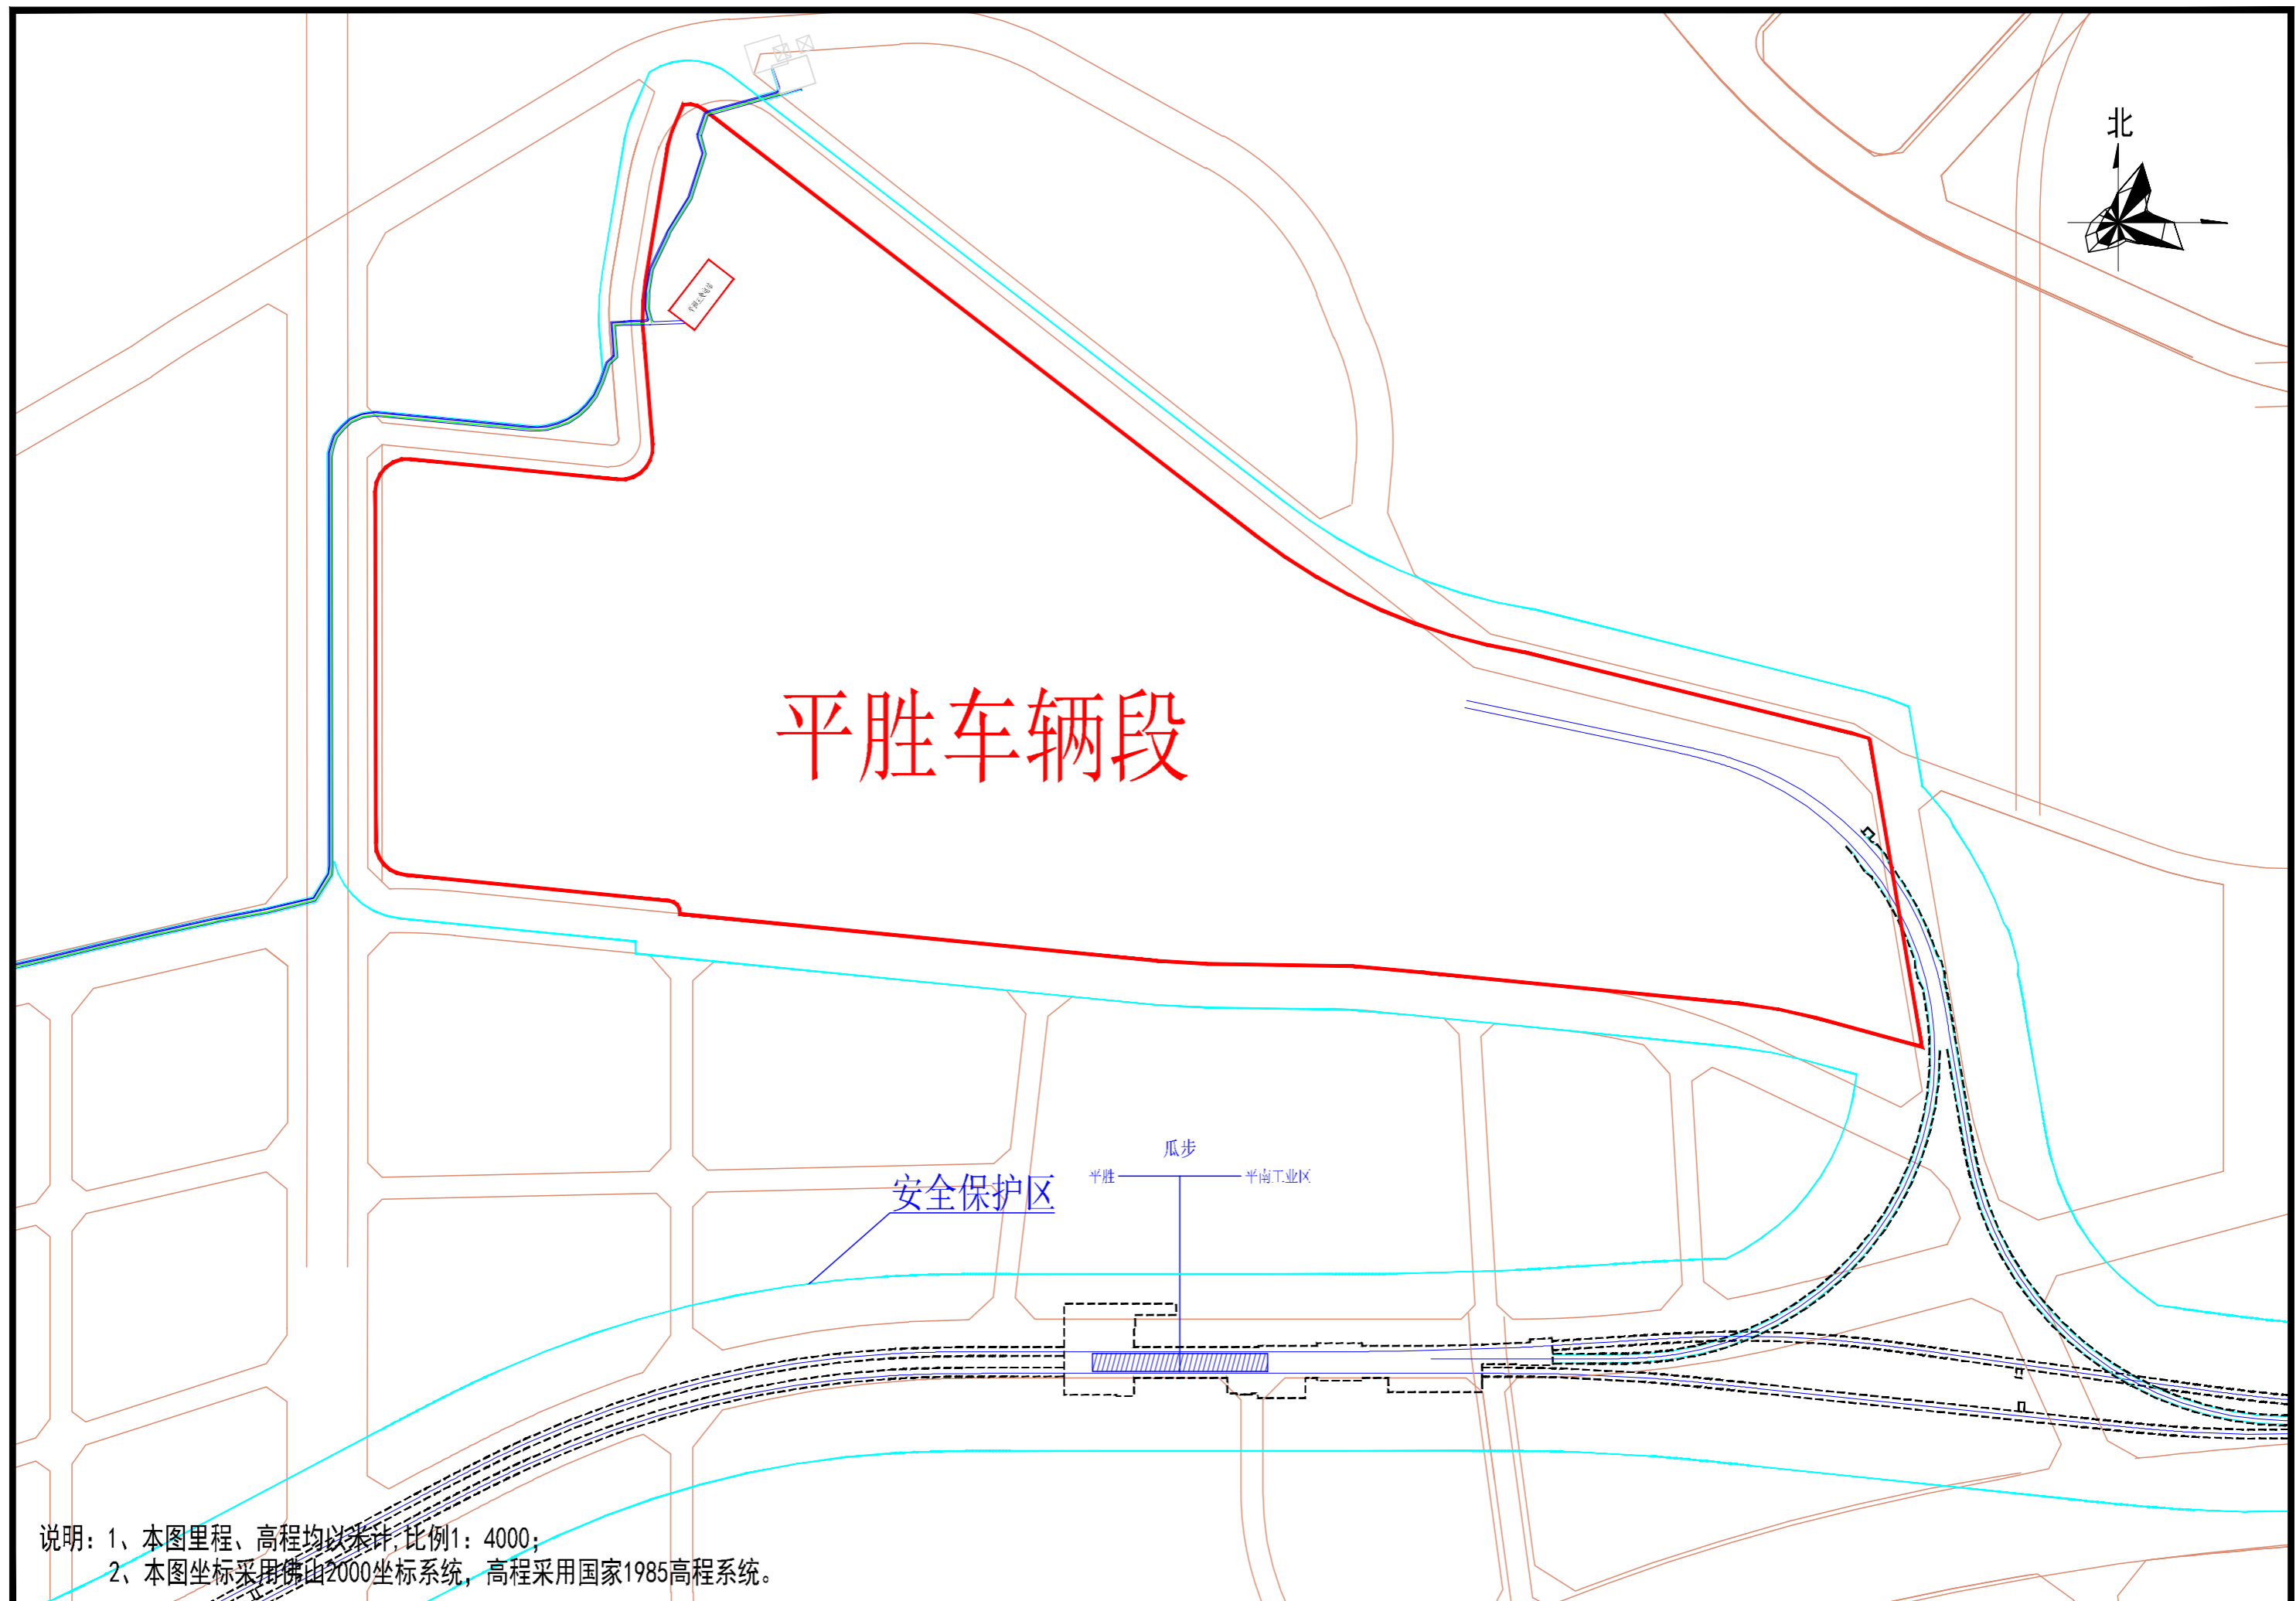 北
平胜车辆段
瓜步
平胜
平南工业区
安全保护区
说明：1、本图里程、高程均以米计,比例1：4000；
2、本图坐标采用佛山2000坐标系统，高程采用国家1985高程系统。